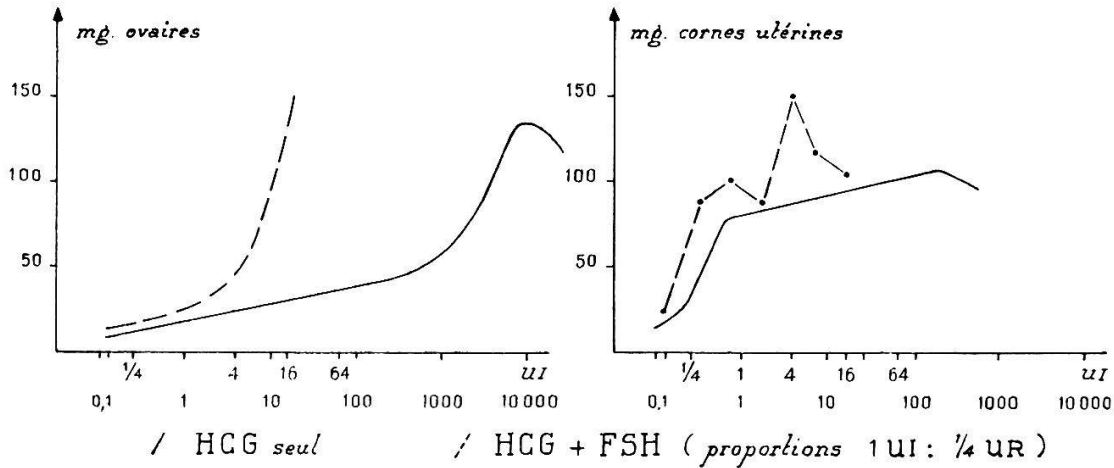 mg. ovaires
150
100
50
1/4 4 16 64 UI
0,1 1 10 100 1000 10 000
mg. cornes utérines
150
100
50
1/4 1 4 16 64 UI
0,1 1 10 100 1000 10 000
/ HCG seul / HCG + FSH ( proportions 1 UI : 1/4 UR )